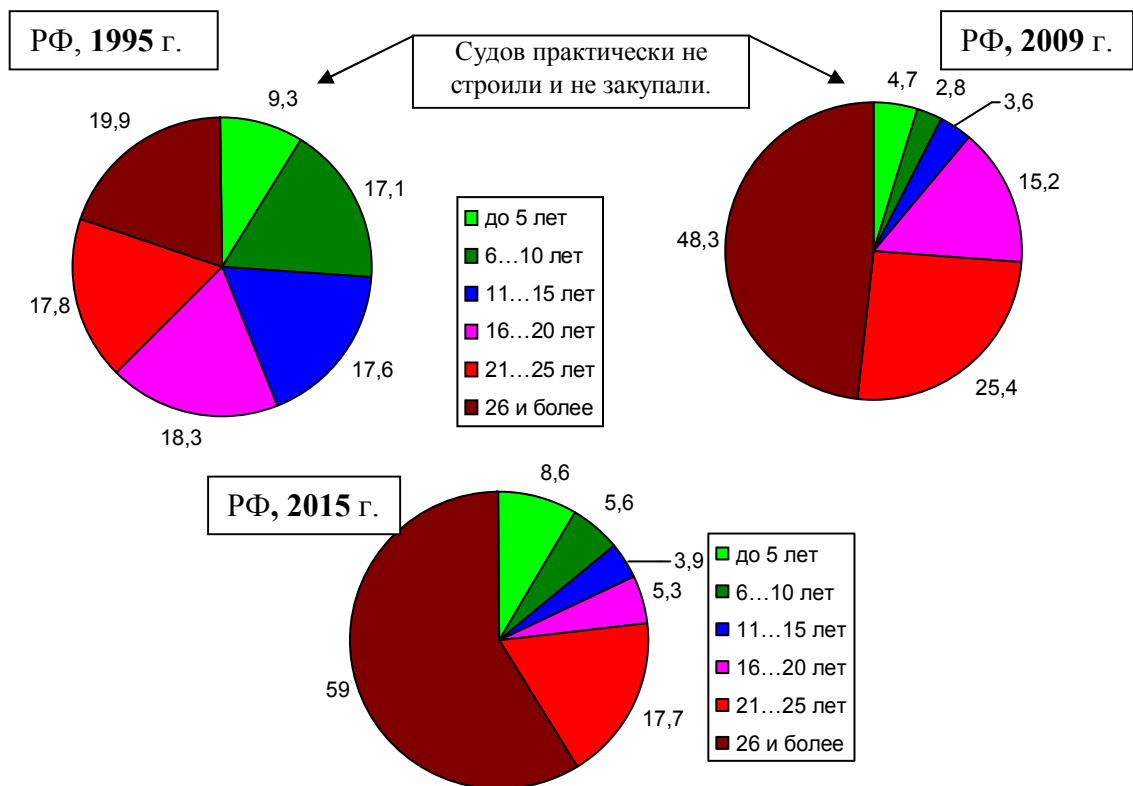 РФ, 1995 г.
Судов практически не
строили и не закупали.
РФ, 2009 г.
9,3
17,1
17,6
18,3
17,8
19,9
до 5 лет
6...10 лет
11...15 лет
16...20 лет
21...25 лет
26 и более
4,7
2,8
3,6
15,2
25,4
48,3
РФ, 2015 г.
8,6
5,6
3,9
5,3
17,7
59
до 5 лет
6...10 лет
11...15 лет
16...20 лет
21...25 лет
26 и более